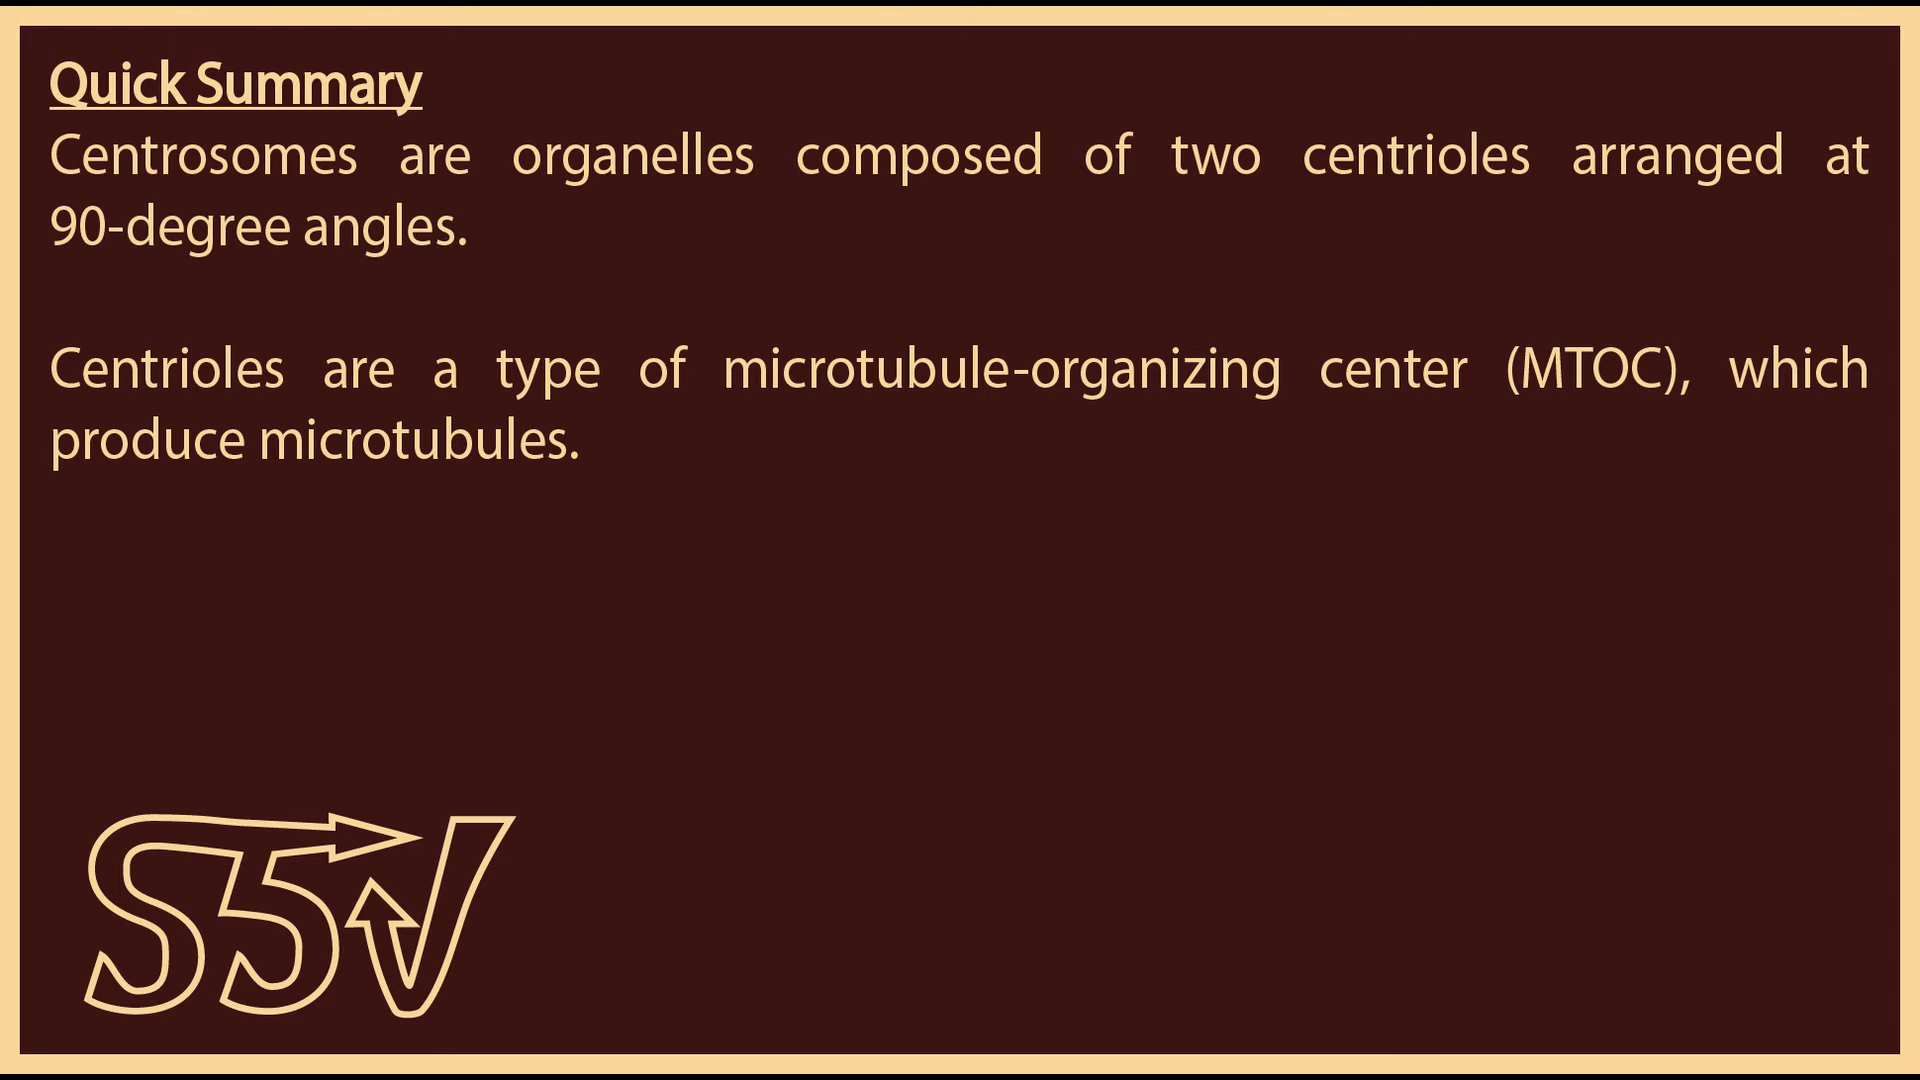 Quick Summary
Centrosomes are organelles composed of two centrioles arranged at
90-degree angles.
Centrioles are a type of microtubule-organizing center (MTOC), which
produce microtubules.
S5V